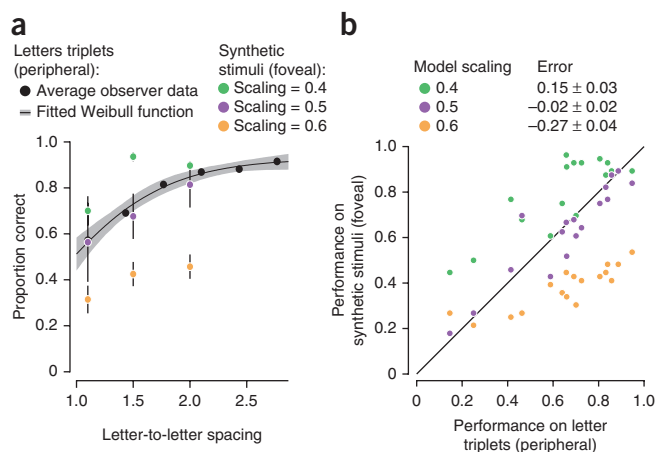 a
Letters triplets
(peripheral):
Average observer data
Fitted Weibull function
Synthetic
stimuli (foveal):
Scaling = 0.4
Scaling = 0.5
Scaling = 0.6
Proportion correct
1.0
0.8
0.6
0.4
0.2
0
1.0
1.5
2.0
2.5
Letter-to-letter spacing
b
Model scaling Error
0.4 0.15 ± 0.03
0.5 −0.02 ± 0.02
0.6 −0.27 ± 0.04
Performance on
synthetic stimuli (foveal)
1.0
0.8
0.6
0.4
0.2
0
0
0.2
0.4
0.6
0.8
1.0
Performance on letter
triplets (peripheral)